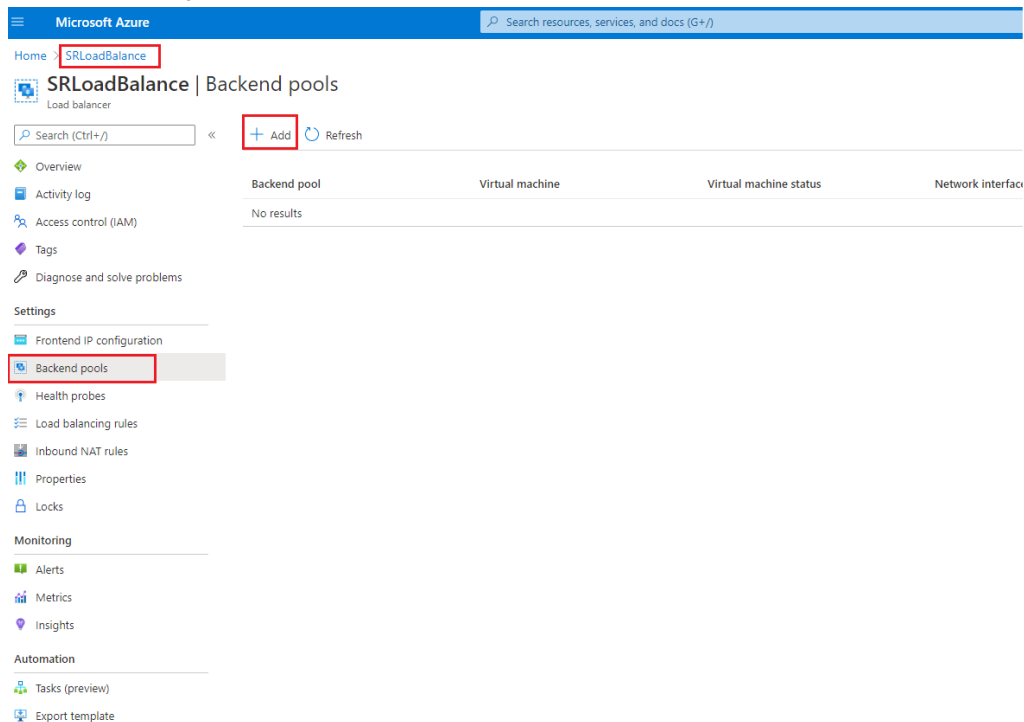 Microsoft Azure
Search resources, services, and docs (G+/)
Home > SRLoadBalance
SRLoadBalance | Backend pools
Load balancer
Search (Ctrl+/)
«
+ Add
Refresh
Overview
Activity log
Access control (IAM)
Tags
Diagnose and solve problems
Settings
Frontend IP configuration
Backend pools
Health probes
Load balancing rules
Inbound NAT rules
Properties
Locks
Monitoring
Alerts
Metrics
Insights
Automation
Tasks (preview)
Export template
Backend pool Virtual machine Virtual machine status Network interface
No results